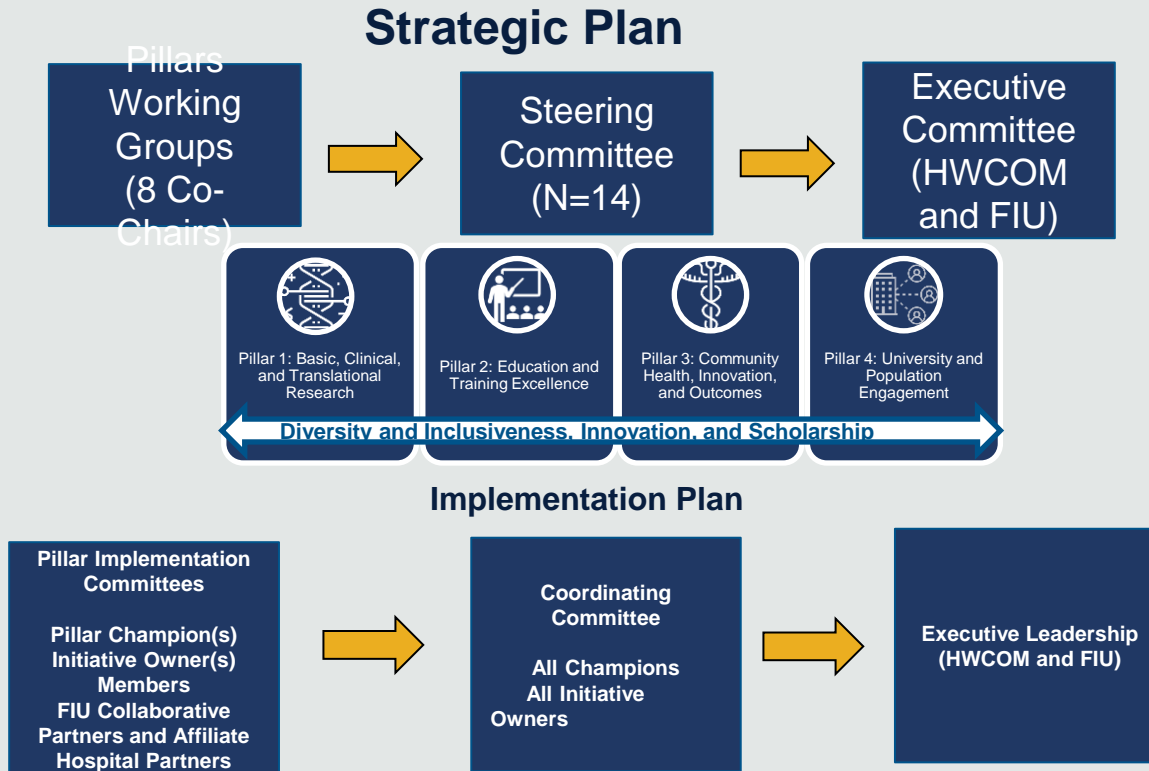 Strategic Plan
Pillars
Working
Groups
(8 Co-
Chairs)
Steering
Committee
(N=14)
Executive
Committee
(HWCOM
and FIU)
Pillar 1: Basic, Clinical,
and Translational
Research
Pillar 2: Education and
Training Excellence
Pillar 3: Community
Health, Innovation,
and Outcomes
Pillar 4: University and
Population
Engagement
Diversity and Inclusiveness, Innovation, and Scholarship
Implementation Plan
Pillar Implementation
Committees
Pillar Champion(s)
Initiative Owner(s)
Members
FIU Collaborative
Partners and Affiliate
Hospital Partners
Coordinating
Committee
All Champions
All Initiative
Owners
Executive Leadership
(HWCOM and FIU)